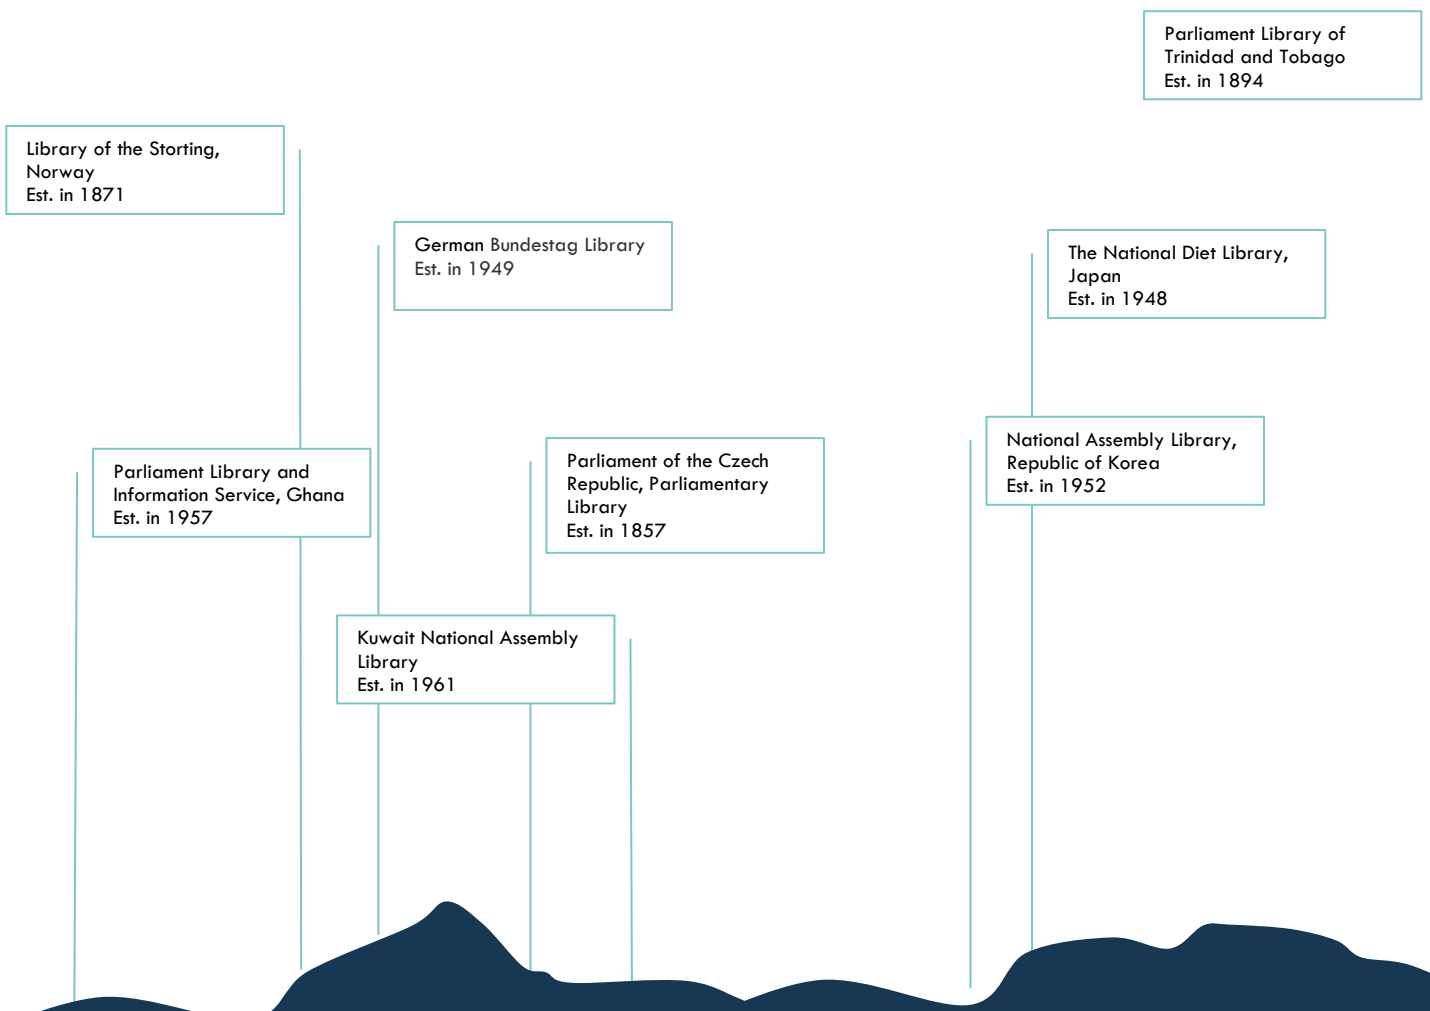 Parliament Library of
Trinidad and Tobago
Est. in 1894
Library of the Storting,
Norway
Est. in 1871
German Bundestag Library
Est. in 1949
The National Diet Library,
Japan
Est. in 1948
National Assembly Library,
Republic of Korea
Est. in 1952
Parliament Library and
Information Service, Ghana
Est. in 1957
Parliament of the Czech
Republic, Parliamentary
Library
Est. in 1857
Kuwait National Assembly
Library
Est. in 1961